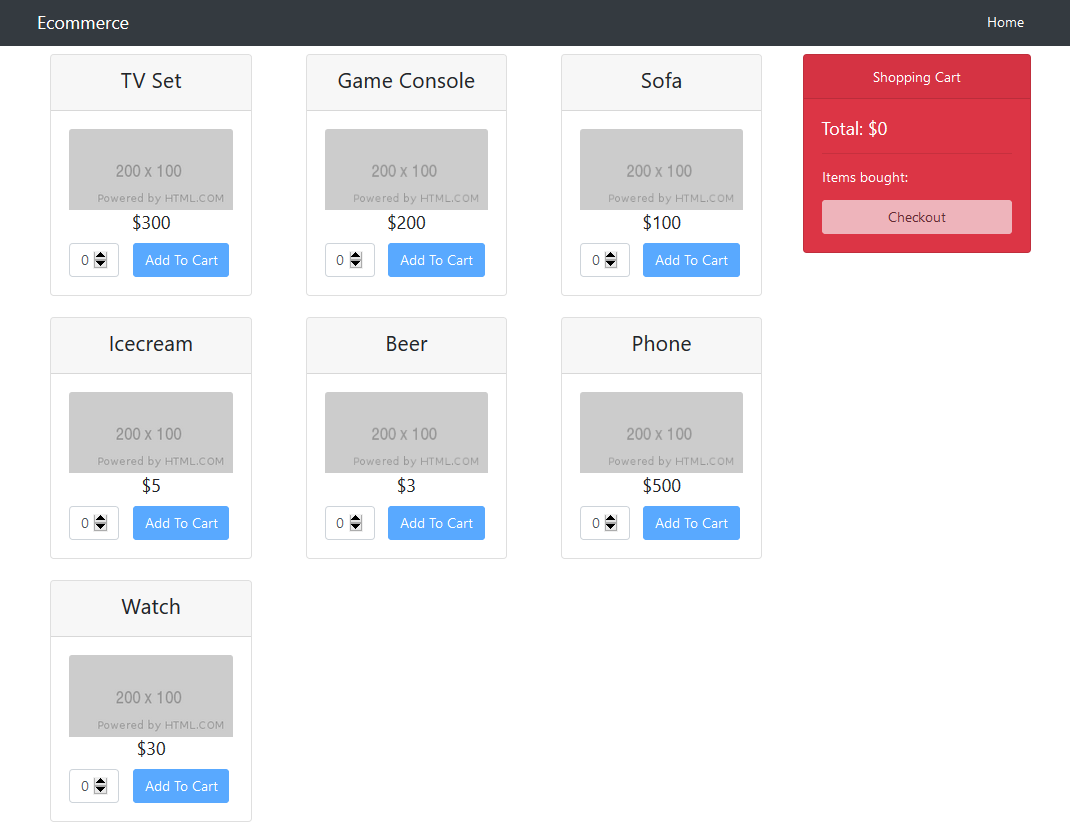 Ecommerce
Home
TV Set
200 x 100
Powered by HTML.COM
$300
0
Add To Cart
Game Console
200 x 100
Powered by HTML.COM
$200
0
Add To Cart
Sofa
200 x 100
Powered by HTML.COM
$100
0
Add To Cart
Shopping Cart
Total: $0
Items bought:
Checkout
Icecream
200 x 100
Powered by HTML.COM
$5
0
Add To Cart
Beer
200 x 100
Powered by HTML.COM
$3
0
Add To Cart
Phone
200 x 100
Powered by HTML.COM
$500
0
Add To Cart
Watch
200 x 100
Powered by HTML.COM
$30
0
Add To Cart